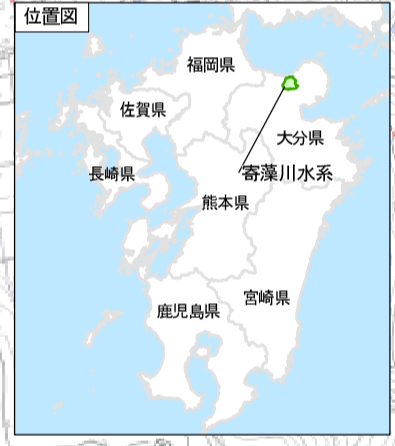 位置図
福岡県
佐賀県
大分県
長崎県
寄藻川水系
熊本県
宮崎県
鹿児島県